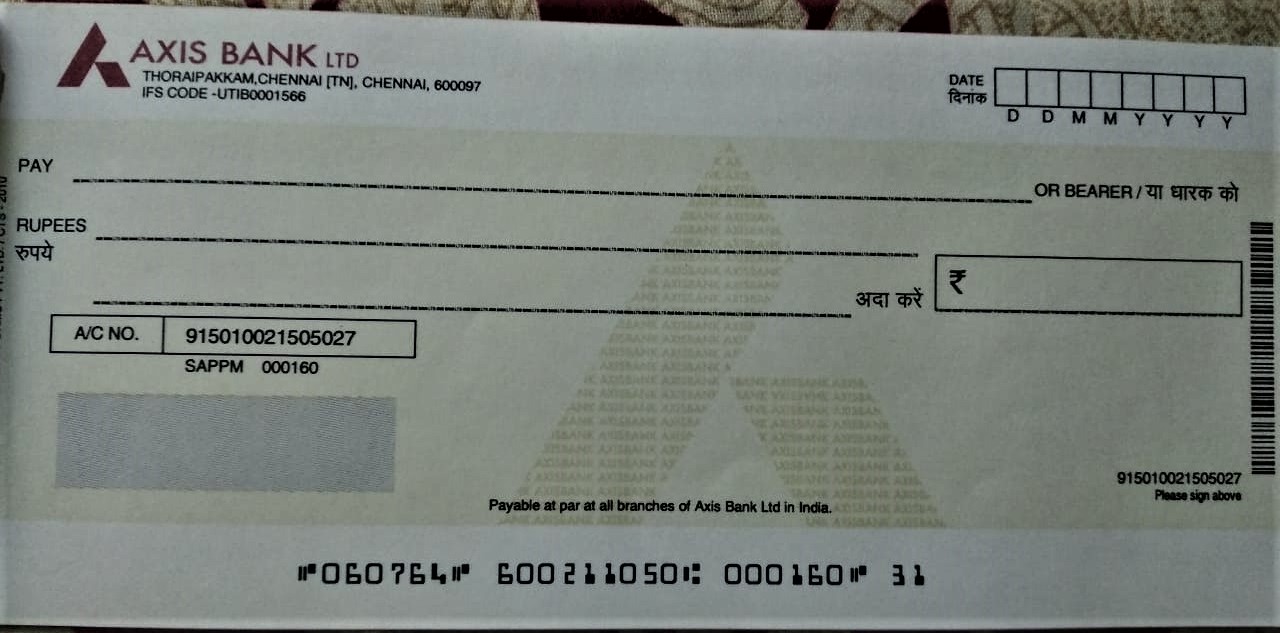 AXIS BANK LTD
THORAIPAKKAM,CHENNAI [TN], CHENNAI, 600097
IFS CODE -UTIB0001566
DATE
दिनांक
D D M M Y Y Y Y
PAY
OR BEARER / या धारक को
RUPEES
रुपये
अदा करें
₹
A/C NO. 915010021505027
SAPPM 000160
915010021505027
Please sign above
Payable at par at all branches of Axis Bank Ltd in India.
⑈060764⑈ 600211050⑆ 000160⑈ 31